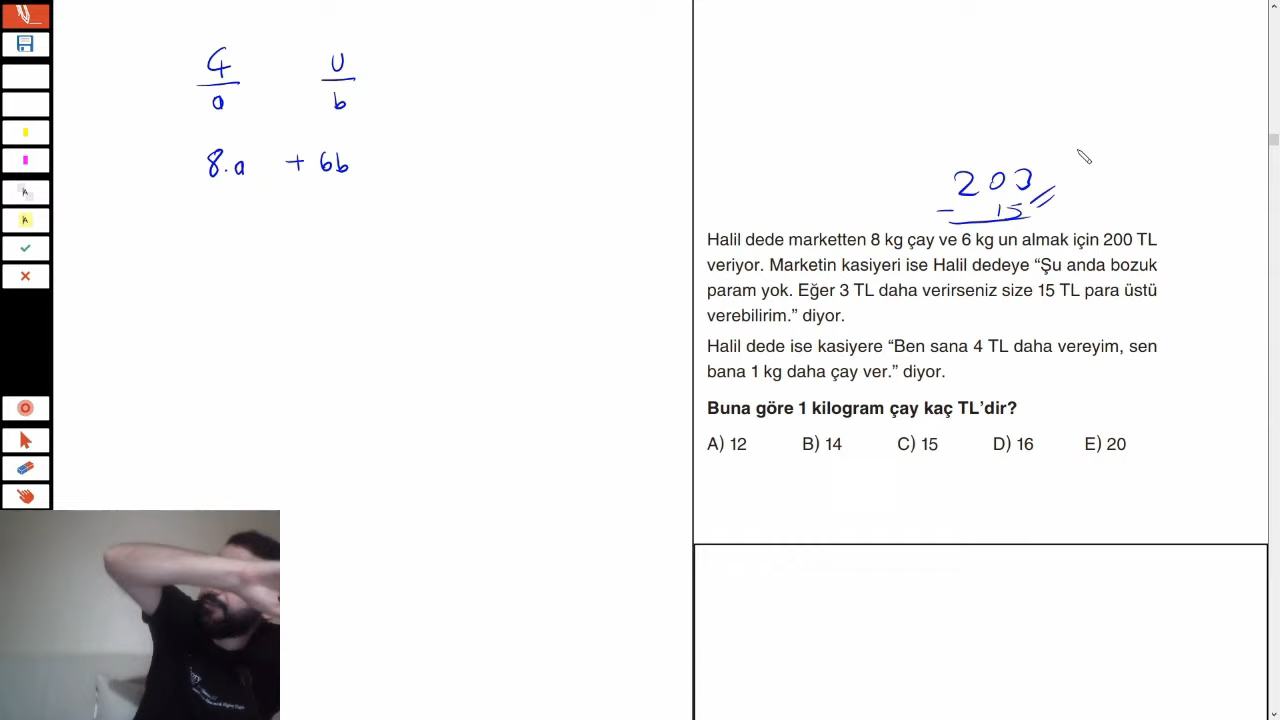 Ç U
a b
8.a + 6b
203
- 15
Halil dede marketten 8 kg çay ve 6 kg un almak için 200 TL
veriyor. Marketin kasiyeri ise Halil dedeye “Şu anda bozuk
param yok. Eğer 3 TL daha verirseniz size 15 TL para üstü
verebilirim.” diyor.
Halil dede ise kasiyere “Ben sana 4 TL daha vereyim, sen
bana 1 kg daha çay ver.” diyor.
Buna göre 1 kilogram çay kaç TL’dir?
A) 12 B) 14 C) 15 D) 16 E) 20